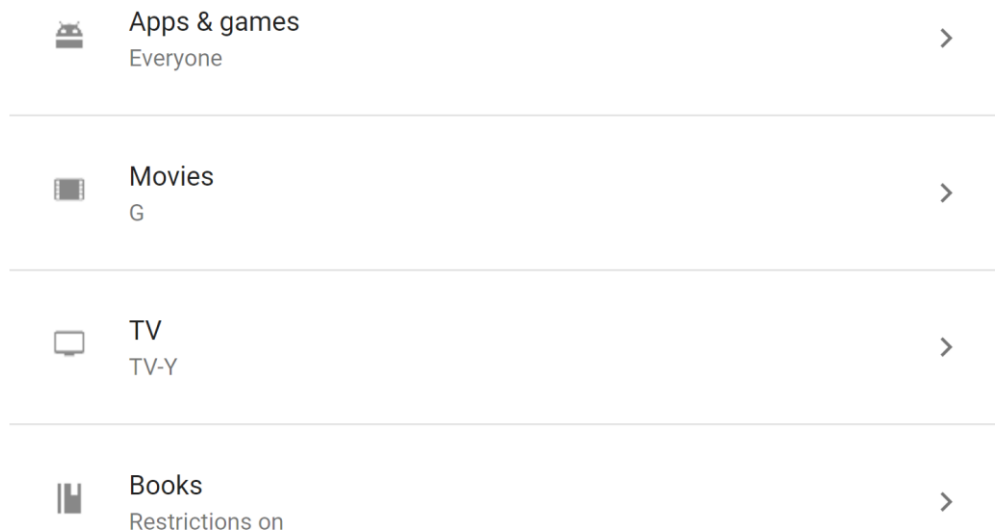 Apps & games
Everyone
Movies
G
TV
TV-Y
Books
Restrictions on